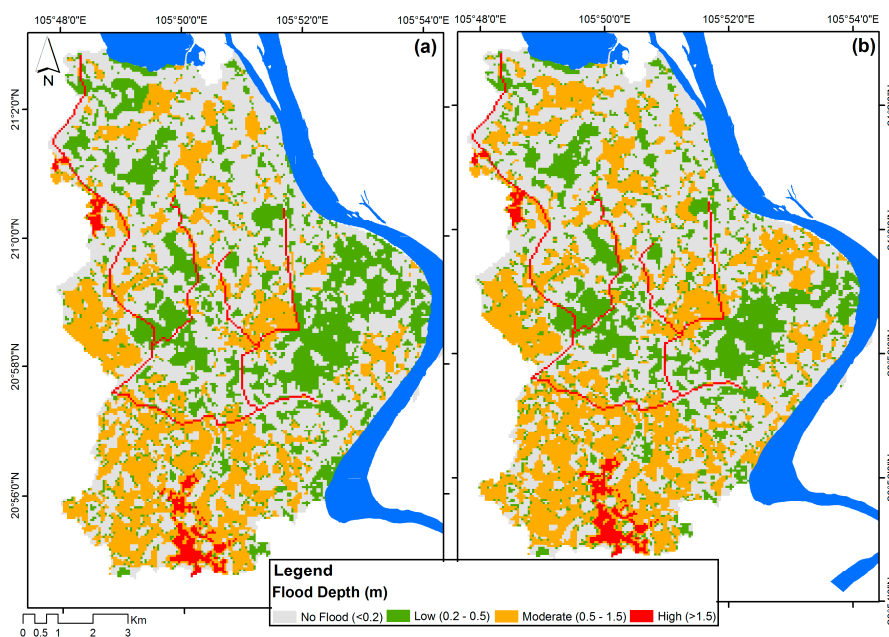 105°48'0"E 105°50'0"E 105°52'0"E 105°54'0"E
105°48'0"E 105°50'0"E 105°52'0"E 105°54'0"E
(a)
(b)
N
21°2'0"N
21°0'0"N
20°58'0"N
20°56'0"N
Legend
Flood Depth (m)
No Flood (<0.2) Low (0.2 - 0.5) Moderate (0.5 - 1.5) High (>1.5)
Km
0 0.5 1 2 3